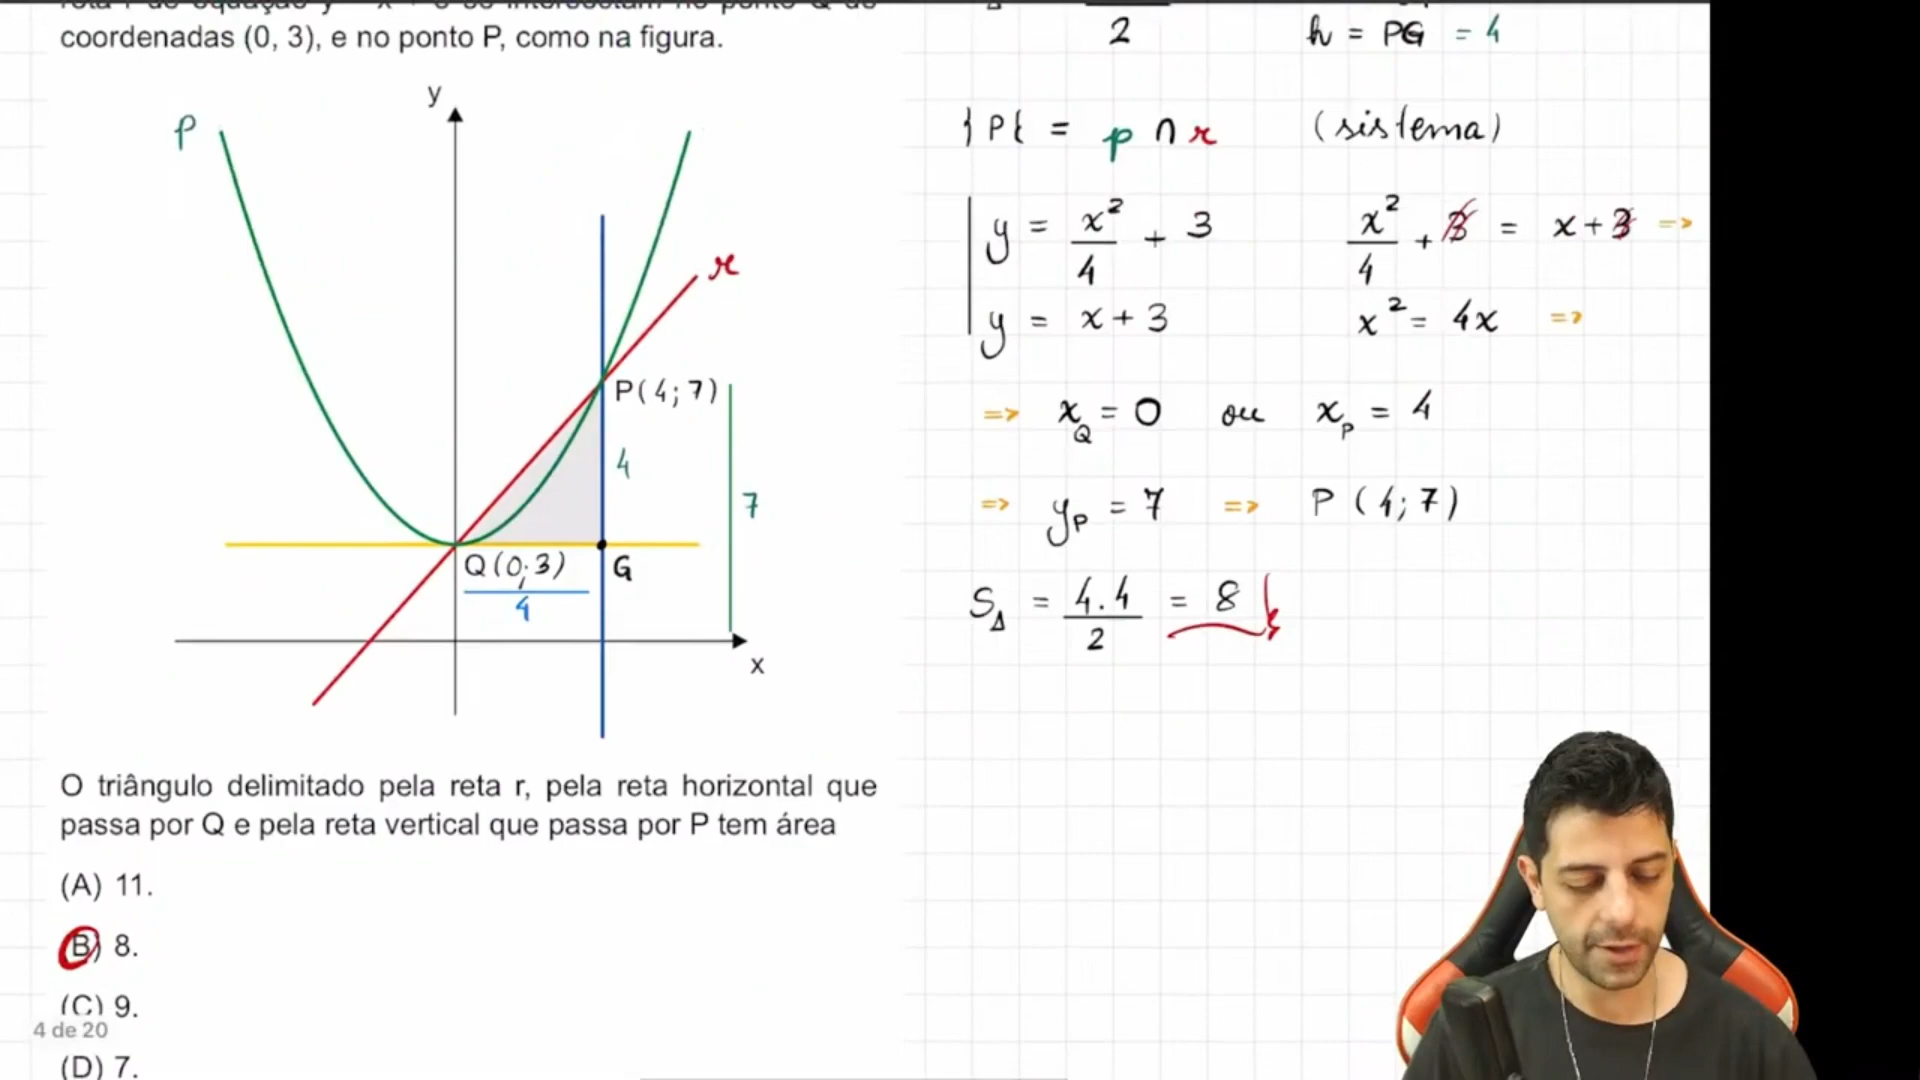 coordenadas (0, 3), e no ponto P, como na figura.
y
p
r
P(4; 7)
4
7
Q(0; 3)
G
4
x
O triângulo delimitado pela reta r, pela reta horizontal que
passa por Q e pela reta vertical que passa por P tem área
(A) 11.
(B) 8.
(C) 9.
4 de 20
(D) 7.
2
h = PG = 4
{P} = p ∩ r (sistema)
y = x²/4 + 3
x²/4 + 3 = x + 3 =>
y = x + 3
x² = 4x =>
=> x_Q = 0 ou x_P = 4
=> y_P = 7 => P (4; 7)
S_Δ = 4.4/2 = 8